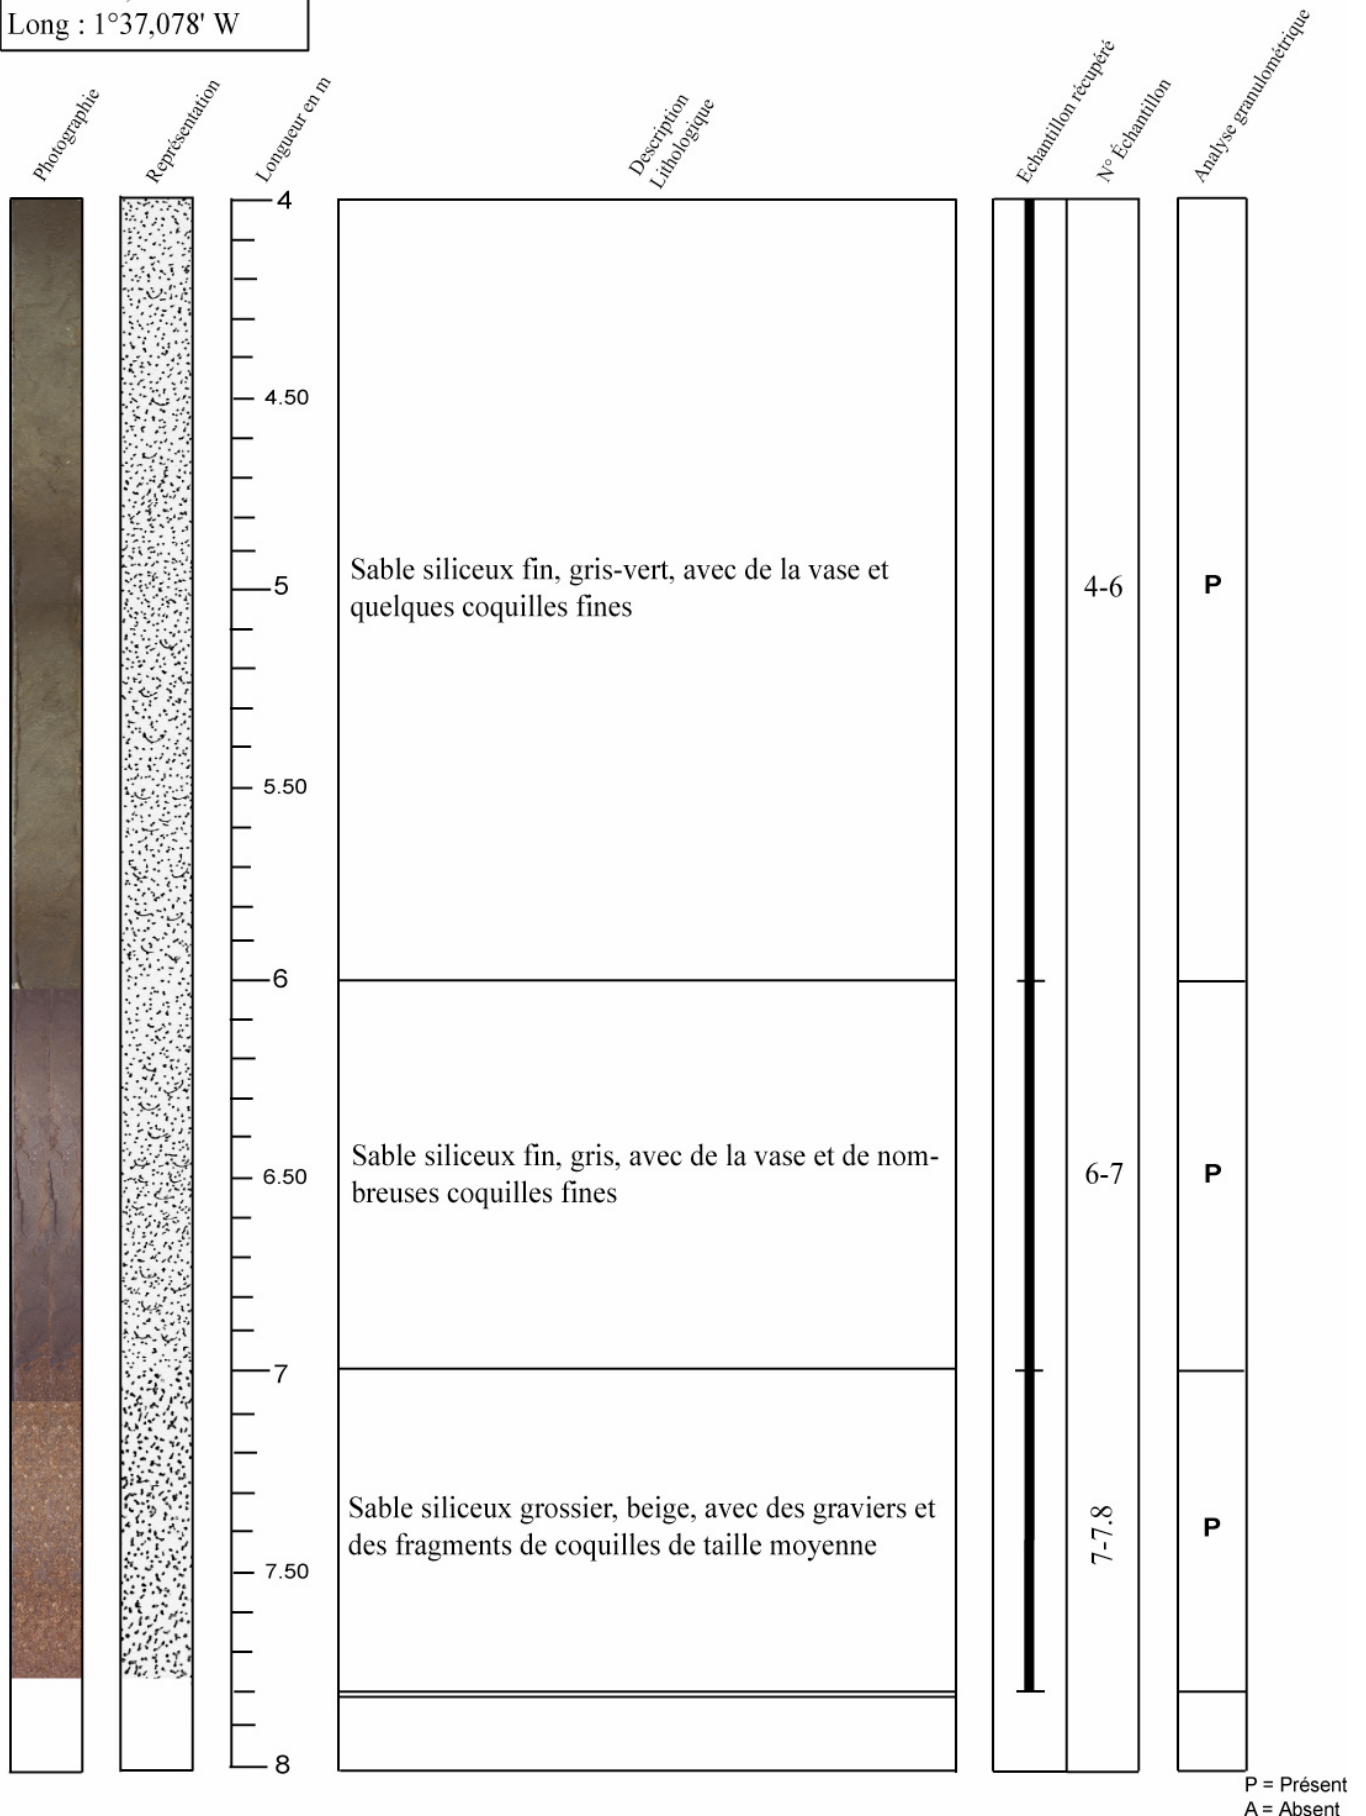 Long : 1°37,078' W
Photographie
Représentation
Longueur en m
Description
Lithologique
Echantillon récupéré
N° Échantillon
Analyse granulométrique
4
4.50
Sable siliceux fin, gris-vert, avec de la vase et
quelques coquilles fines
5
4-6
P
5.50
6
Sable siliceux fin, gris, avec de la vase et de nom-
breuses coquilles fines
6.50
6-7
P
7
Sable siliceux grossier, beige, avec des graviers et
des fragments de coquilles de taille moyenne
7.50
7-7.8
P
8
P = Présent
A = Absent